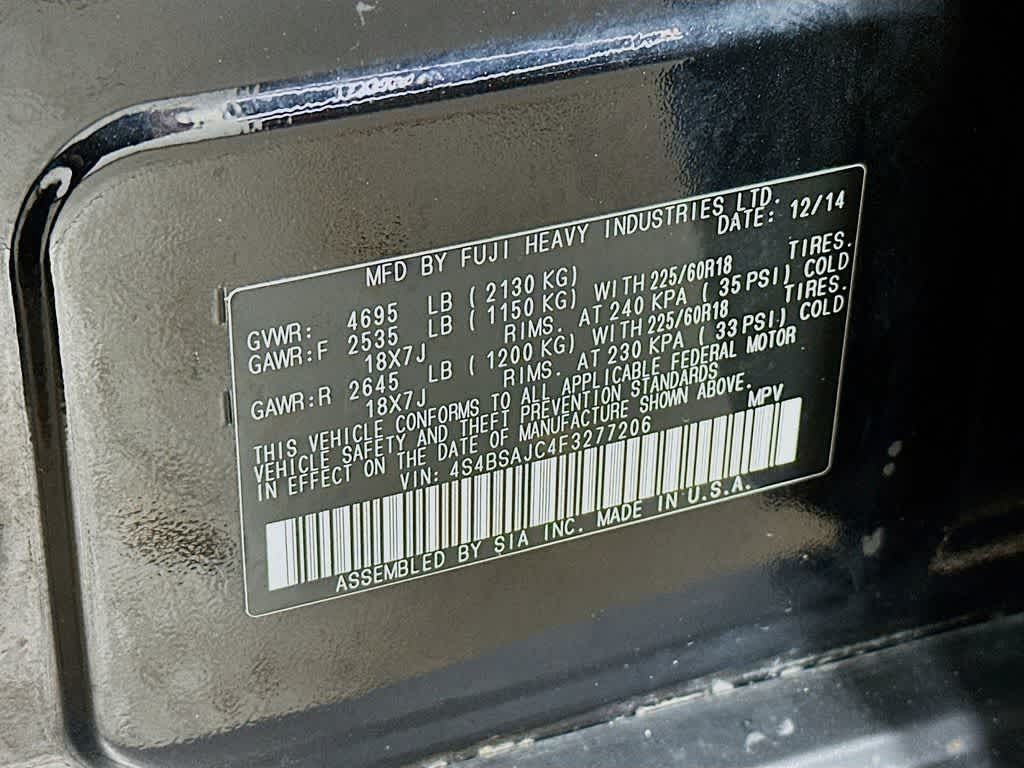 MFD BY FUJI HEAVY INDUSTRIES LTD.
DATE: 12/14
GVWR: 4695 LB ( 2130 KG)
GAWR:F 2535 LB ( 1150 KG) WITH 225/60R18 TIRES.
18X7J RIMS. AT 240 KPA ( 35 PSI) COLD
GAWR:R 2645 LB ( 1200 KG) WITH 225/60R18 TIRES.
18X7J RIMS. AT 230 KPA ( 33 PSI) COLD
THIS VEHICLE CONFORMS TO ALL APPLICABLE FEDERAL MOTOR
VEHICLE SAFETY AND THEFT PREVENTION STANDARDS
IN EFFECT ON THE DATE OF MANUFACTURE SHOWN ABOVE.
VIN: 4S4BSAJC4F3277206 MPV
ASSEMBLED BY SIA INC. MADE IN U.S.A.